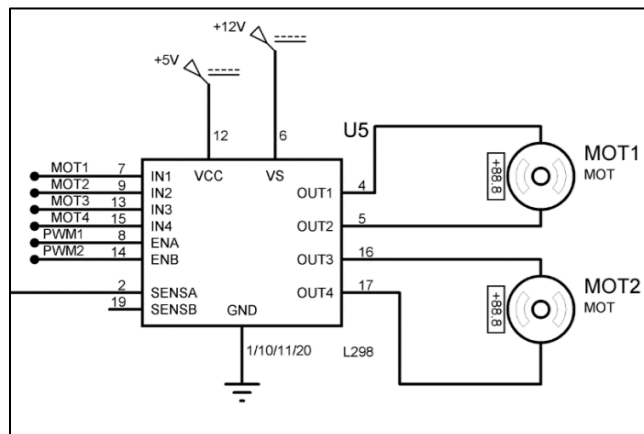 +12V
+5V
12
6
U5
MOT1 7 IN1 VCC VS
MOT2 9 IN2 OUT1 4
MOT3 13 IN3
MOT4 15 IN4 OUT2 5
PWM1 8 ENA
PWM2 14 ENB OUT3 16
2 SENSA OUT4 17
19 SENSB GND
1/10/11/20 L298
+88.8 MOT1
MOT
+88.8 MOT2
MOT